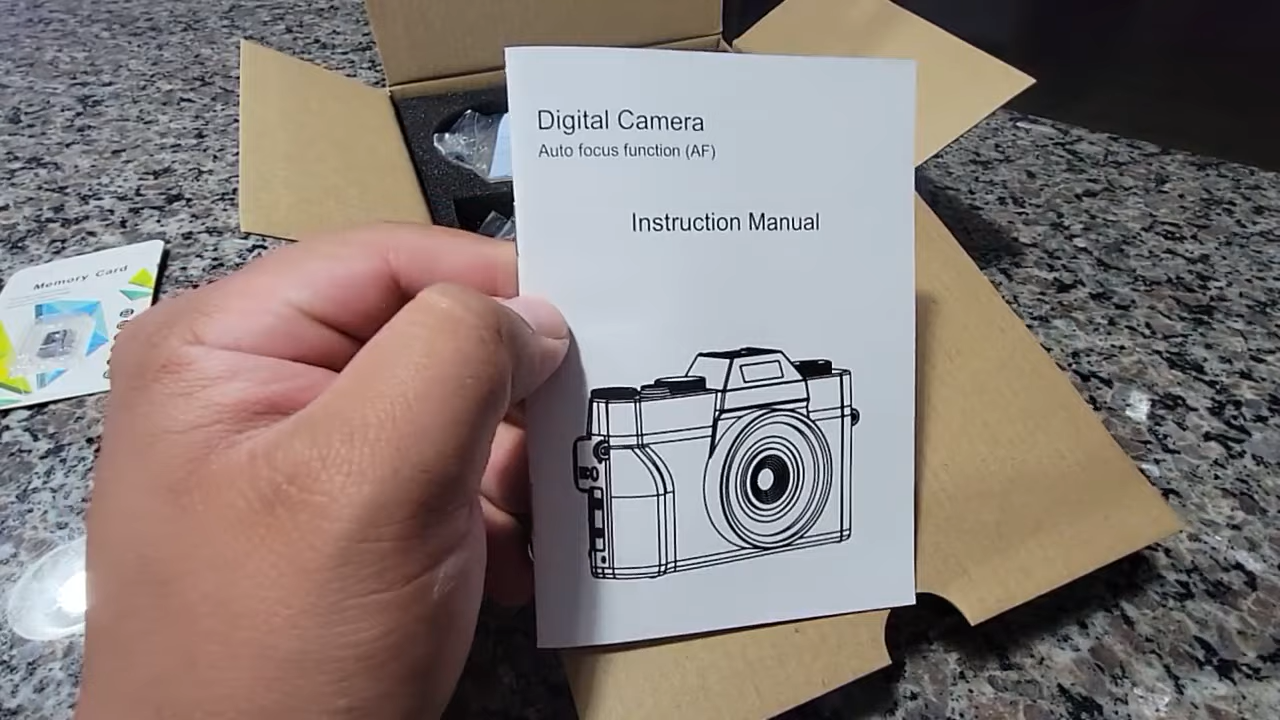 Digital Camera
Auto focus function (AF)
Instruction Manual
Memory Card